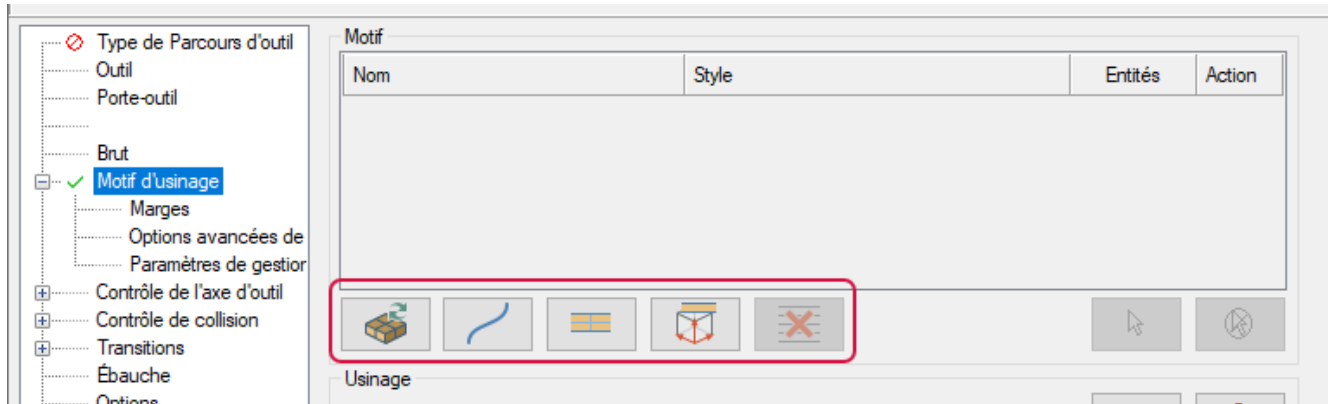 Type de Parcours d'outil
Outil
Porte-outil
Brut
Motif d'usinage
Marges
Options avancées de
Paramètres de gestior
Contrôle de l'axe d'outil
Contrôle de collision
Transitions
Ébauche
Options
Motif
Nom Style Entités Action
Usinage